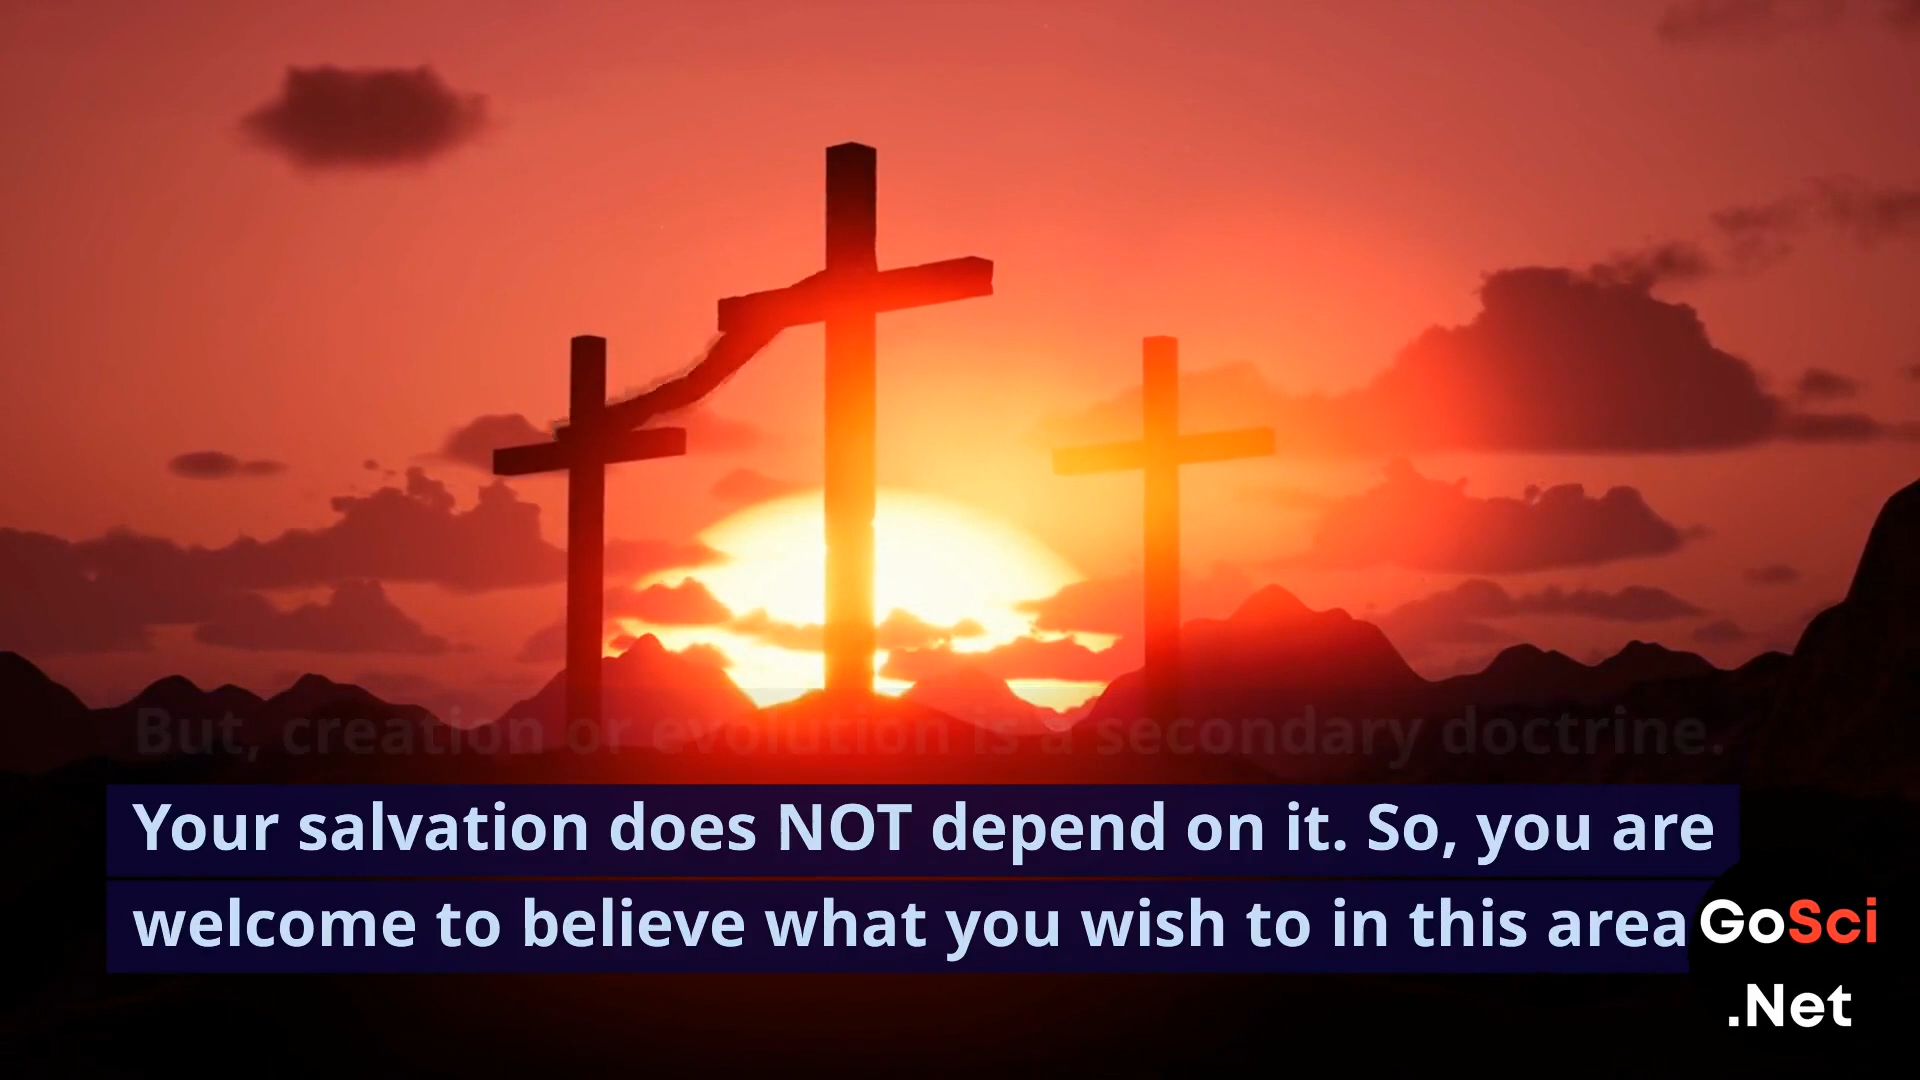 But, creation or evolution is a secondary doctrine.
Your salvation does NOT depend on it. So, you are
welcome to believe what you wish to in this area
GoSci
.Net